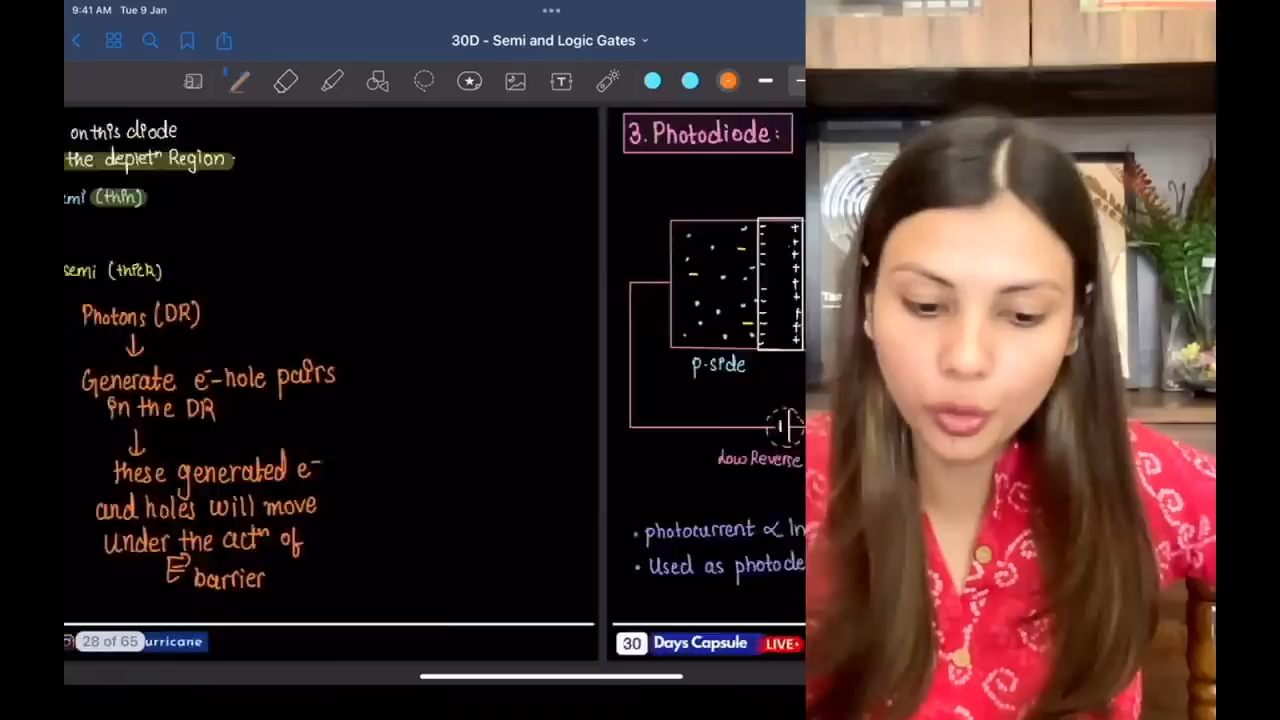 9:41 AM Tue 9 Jan
30D - Semi and Logic Gates
on this diode
the depletⁿ Region.
emi (thin)
semi (thick)
Photons (DR)
↓
Generate e⁻-hole pairs
in the DR
↓
these generated e⁻
and holes will move
under the actⁿ of
E barrier
28 of 65 urricane
3. Photodiode:
p-side
Low Reverse
• photocurrent ∝ In
• Used as photode
30 Days Capsule LIVE